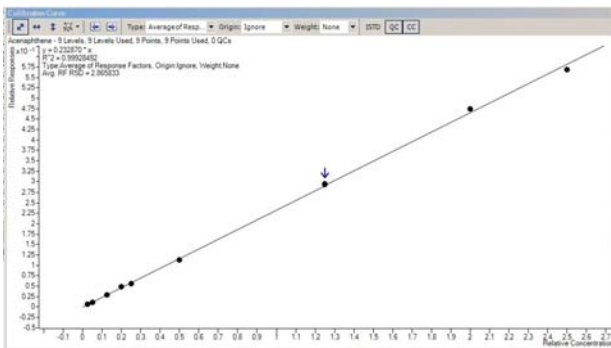 Calibration Curve
Type: Average of Resp... Origin: Ignore Weight: None ISTD QC CC
Acenaphthene - 9 Levels, 9 Levels Used, 9 Points, 9 Points Used, 0 QCs
x10 -1
y = 0.232870 * x
R^2 = 0.99928492
Type:Average of Response Factors, Origin:Ignore, Weight:None
Avg. RF RSD = 2.865833
Relative Responses
5.75
5.5
5.25
5
4.75
4.5
4.25
4
3.75
3.5
3.25
3
2.75
2.5
2.25
2
1.75
1.5
1.25
1
0.75
0.5
0.25
0
-0.25
-0.5
-0.1 0 0.1 0.2 0.3 0.4 0.5 0.6 0.7 0.8 0.9 1 1.1 1.2 1.3 1.4 1.5 1.6 1.7 1.8 1.9 2 2.1 2.2 2.3 2.4 2.5 2.6 2.7
Relative Concentration